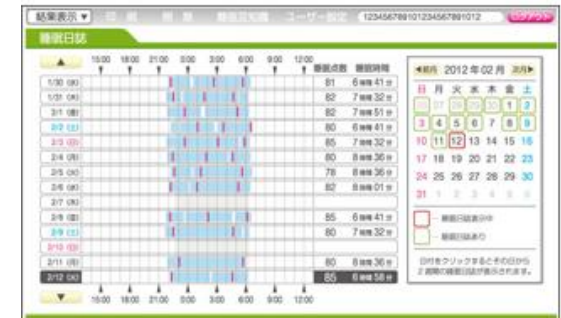 結果表示▼
12345678910123456789101​2
ログアウト
睡眠日誌
15:00 18:00 21:00 0:00 3:00 6:00 9:00 12:00 睡眠点数 睡眠時間
1/30 (水) 81 6時間41分
1/31 (木) 82 7時間32分
2/1 (金) 82 7時間51分
2/2 (土) 80 6時間41分
2/3 (日) 85 7時間32分
2/4 (月) 80 8時間36分
2/5 (火) 78 8時間36分
2/6 (水) 82 8時間01分
2/7 (木)
2/8 (金) 85 6時間41分
2/9 (土) 80 7時間32分
2/10 (日)
2/11 (月) 80 8時間36分
2/12 (火) 85 6時間58分
15:00 18:00 21:00 0:00 3:00 6:00 9:00 12:00
◀前月 2012年02月 次月▶
日 月 火 水 木 金 土
1 2
3 4 5 6 7 8 9
10 11 12 13 14 15 16
17 18 19 20 21 22 23
24 25 26 27 28 29 30
31 1 2 3 4 5 6
- 睡眠日誌表示中
- 睡眠日誌あり
日付をクリックするとその日から
2週間の睡眠日誌が表示されます。